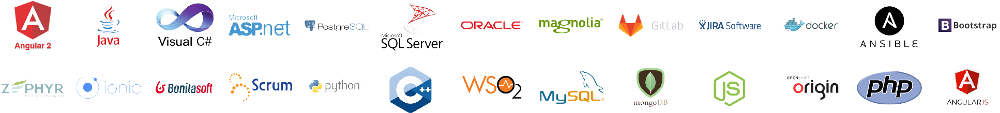 Angular 2
Java
Visual C#
Microsoft
ASP.net
PostgreSQL
Microsoft
SQL Server
ORACLE
magnolia
GitLab
JIRA Software
docker
ANSIBLE
B Bootstrap
ZEPHYR
ionic
Bonitasoft
Scrum
python
C++
WSO2
MySQL
mongoDB
JS
OPENSHIFT
origin
php
A
ANGULARJS